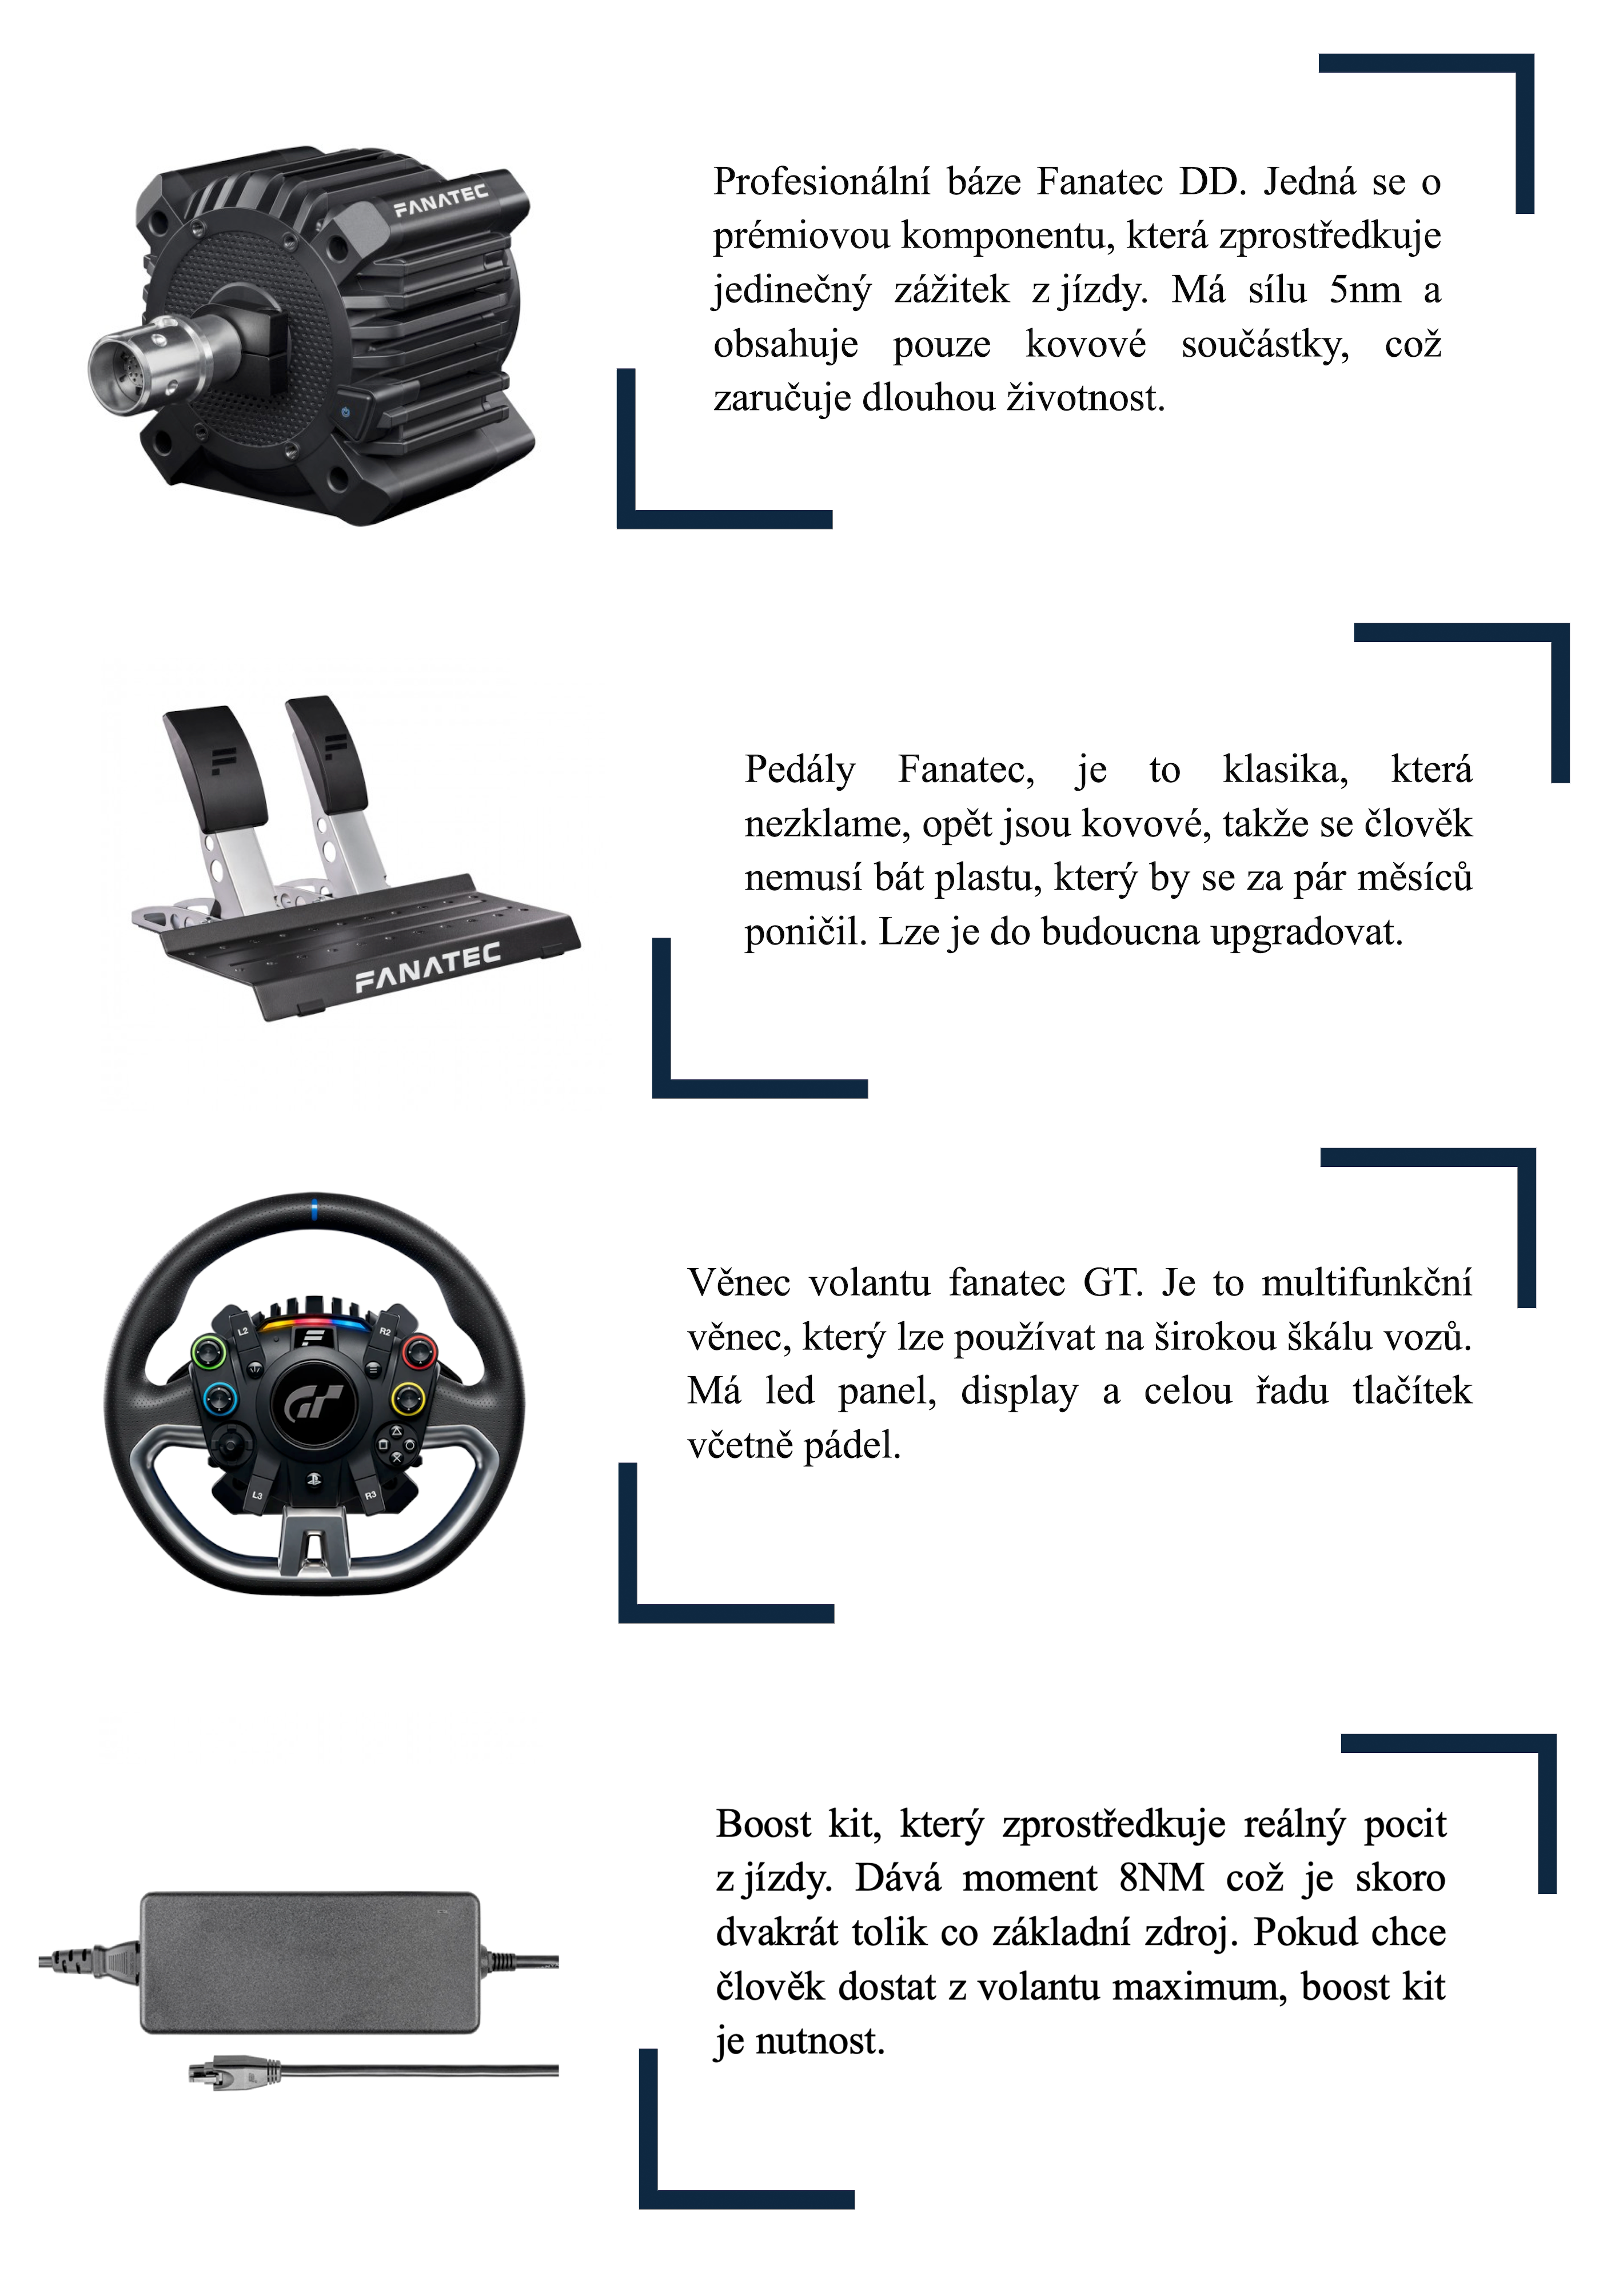 FANATEC
Profesionální báze Fanatec DD. Jedná se o
prémiovou komponentu, která zprostředkuje
jedinečný zážitek z jízdy. Má sílu 5nm a
obsahuje pouze kovové součástky, což
zaručuje dlouhou životnost.
FANATEC
Pedály Fanatec, je to klasika, která
nezklame, opět jsou kovové, takže se člověk
nemusí bát plastu, který by se za pár měsíců
poničil. Lze je do budoucna upgradovat.
L2
R2
GT
L3
R3
Věnec volantu fanatec GT. Je to multifunkční
věnec, který lze používat na širokou škálu vozů.
Má led panel, display a celou řadu tlačítek
včetně pádel.
Boost kit, který zprostředkuje reálný pocit
z jízdy. Dává moment 8NM což je skoro
dvakrát tolik co základní zdroj. Pokud chce
člověk dostat z volantu maximum, boost kit
je nutnost.